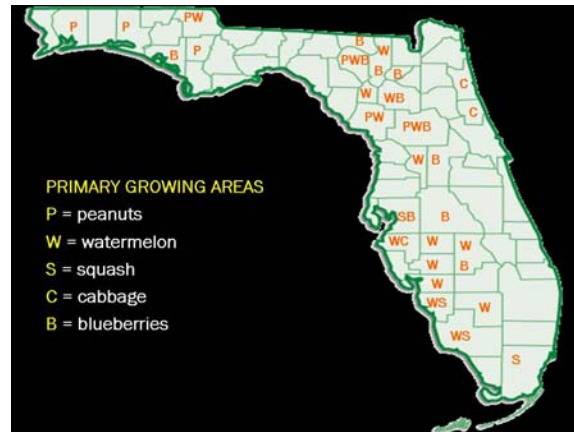 PW
P P P
B
B W
PWB B B
C
W WB
C
PW PWB
W B
PRIMARY GROWING AREAS
P = peanuts
W = watermelon
S = squash
C = cabbage
B = blueberries
SB B
WC W W
W B
W
WS W
WS
S